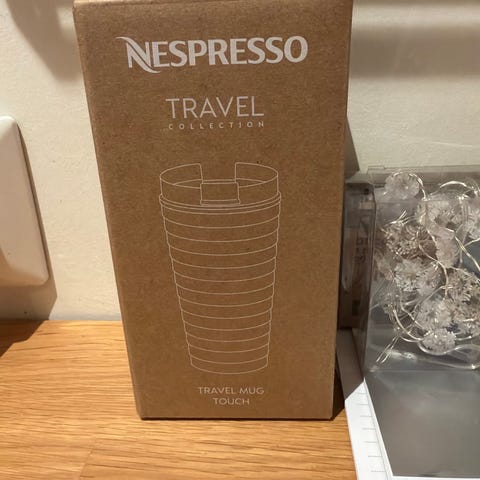 NESPRESSO
TRAVEL
COLLECTION
TRAVEL MUG
TOUCH